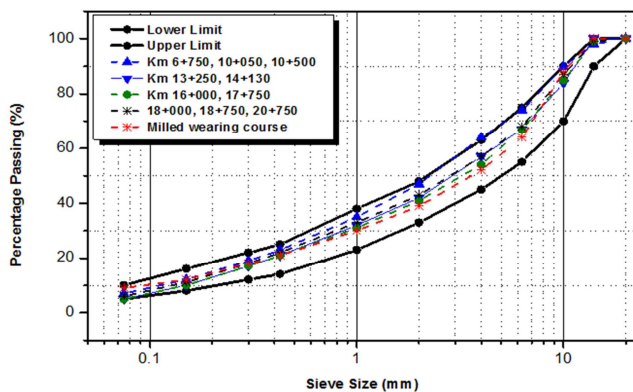 Lower Limit
Upper Limit
Km 6+750, 10+050, 10+500
Km 13+250, 14+130
Km 16+000, 17+750
18+000, 18+750, 20+750
Milled wearing course
100
80
60
40
20
0
Percentage Passing (%)
0.1 1 10
Sieve Size (mm)